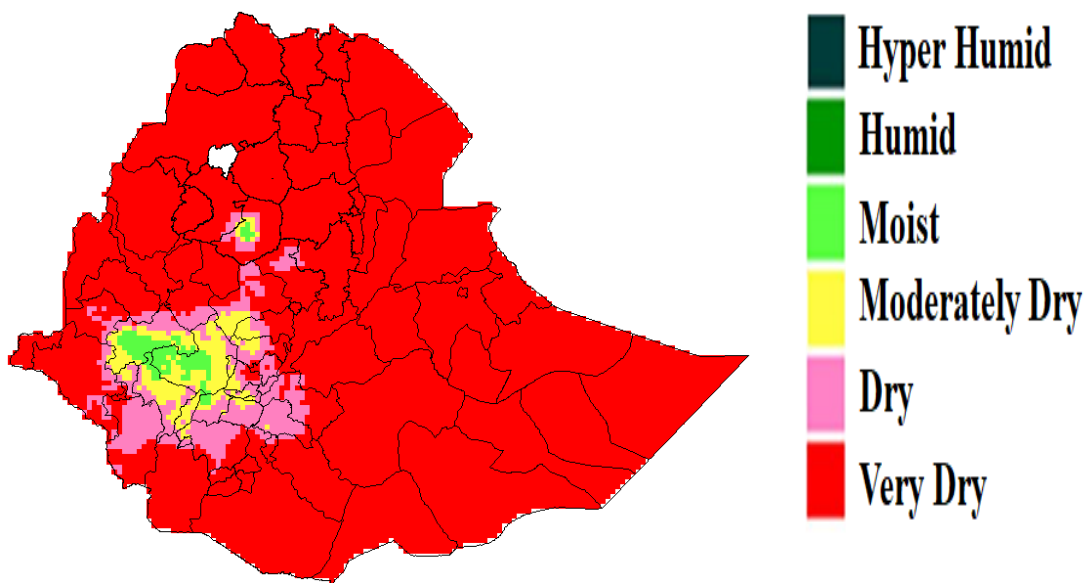 Hyper Humid
Humid
Moist
Moderately Dry
Dry
Very Dry